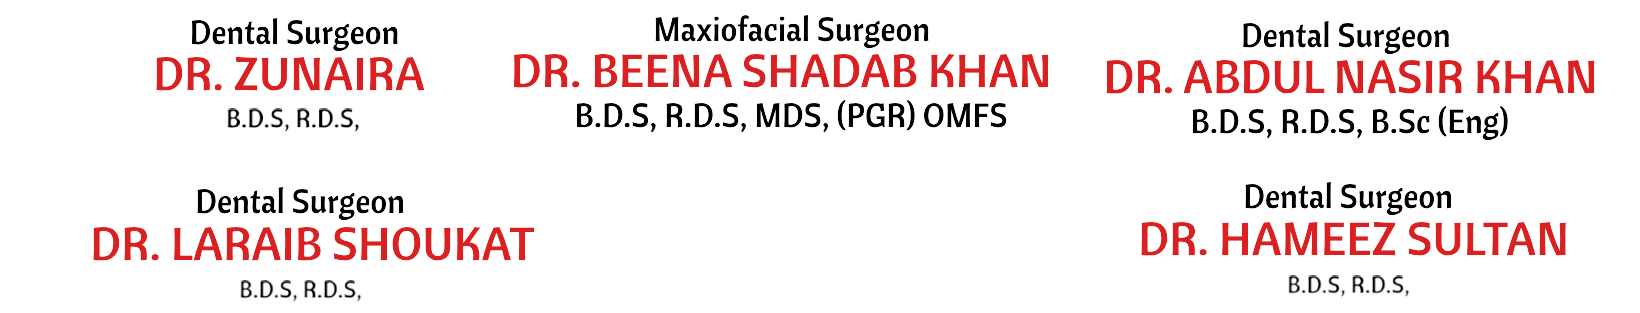 Dental Surgeon
DR. ZUNAIRA
B.D.S, R.D.S,
Maxiofacial Surgeon
DR. BEENA SHADAB KHAN
B.D.S, R.D.S, MDS, (PGR) OMFS
Dental Surgeon
DR. ABDUL NASIR KHAN
B.D.S, R.D.S, B.Sc (Eng)
Dental Surgeon
DR. LARAIB SHOUKAT
B.D.S, R.D.S,
Dental Surgeon
DR. HAMEEZ SULTAN
B.D.S, R.D.S,